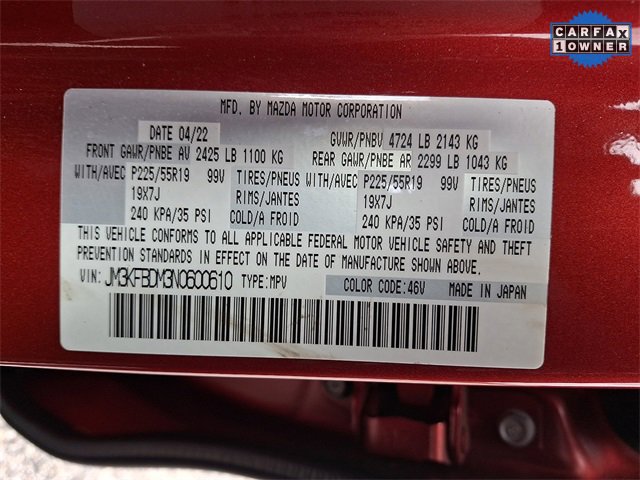 CARFAX
1 OWNER
MFD. BY MAZDA MOTOR CORPORATION
DATE 04/22 GVWR/PNBV 4724 LB 2143 KG
FRONT GAWR/PNBE AV 2425 LB 1100 KG REAR GAWR/PNBE AR 2299 LB 1043 KG
WITH/AVEC P225/55R19 99V TIRES/PNEUS WITH/AVEC P225/55R19 99V TIRES/PNEUS
19X7J RIMS/JANTES 19X7J RIMS/JANTES
240 KPA/35 PSI COLD/A FROID 240 KPA/35 PSI COLD/A FROID
THIS VEHICLE CONFORMS TO ALL APPLICABLE FEDERAL MOTOR VEHICLE SAFETY AND THEFT
PREVENTION STANDARDS IN EFFECT ON THE DATE OF MANUFACTURE SHOWN ABOVE.
VIN: JM3KFBDM3N0600610 TYPE:MPV COLOR CODE:46V MADE IN JAPAN